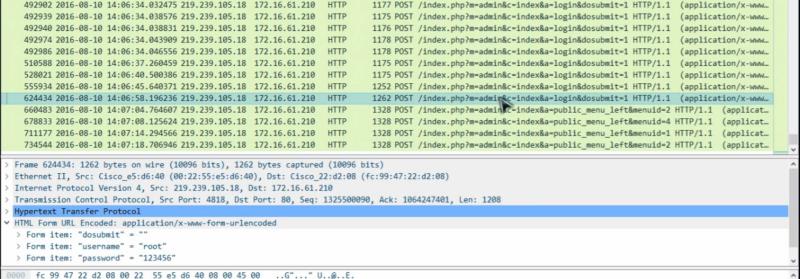 492902 2016-08-10 14:06:34.032475 219.239.105.18 172.16.61.210 HTTP 1177 POST /index.php?m=admin&c=index&a=login&dosubmit=1 HTTP/1.1 (application/x-www…
492914 2016-08-10 14:06:34.038735 219.239.105.18 172.16.61.210 HTTP 1175 POST /index.php?m=admin&c=index&a=login&dosubmit=1 HTTP/1.1 (application/x-www…
492940 2016-08-10 14:06:34.038831 219.239.105.18 172.16.61.210 HTTP 1176 POST /index.php?m=admin&c=index&a=login&dosubmit=1 HTTP/1.1 (application/x-www…
492974 2016-08-10 14:06:34.043909 219.239.105.18 172.16.61.210 HTTP 1178 POST /index.php?m=admin&c=index&a=login&dosubmit=1 HTTP/1.1 (application/x-www…
492986 2016-08-10 14:06:34.046556 219.239.105.18 172.16.61.210 HTTP 1178 POST /index.php?m=admin&c=index&a=login&dosubmit=1 HTTP/1.1 (application/x-www…
510588 2016-08-10 14:06:37.260459 219.239.105.18 172.16.61.210 HTTP 1175 POST /index.php?m=admin&c=index&a=login&dosubmit=1 HTTP/1.1 (application/x-www…
528021 2016-08-10 14:06:40.500386 219.239.105.18 172.16.61.210 HTTP 1175 POST /index.php?m=admin&c=index&a=login&dosubmit=1 HTTP/1.1 (application/x-www…
555934 2016-08-10 14:06:45.640371 219.239.105.18 172.16.61.210 HTTP 1252 POST /index.php?m=admin&c=index&a=login&dosubmit=1 HTTP/1.1 (application/x-www…
624434 2016-08-10 14:06:58.196236 219.239.105.18 172.16.61.210 HTTP 1262 POST /index.php?m=admin&c=index&a=login&dosubmit=1 HTTP/1.1 (application/x-www…
660483 2016-08-10 14:07:04.764607 219.239.105.18 172.16.61.210 HTTP 1328 POST /index.php?m=admin&c=index&a=public_menu_left&menuid=3 HTTP/1.1 (applicat…
678833 2016-08-10 14:07:08.125624 219.239.105.18 172.16.61.210 HTTP 1328 POST /index.php?m=admin&c=index&a=public_menu_left&menuid=4 HTTP/1.1 (applicat…
711177 2016-08-10 14:07:14.294566 219.239.105.18 172.16.61.210 HTTP 1328 POST /index.php?m=admin&c=index&a=public_menu_left&menuid=1 HTTP/1.1 (applicat…
734544 2016-08-10 14:07:18.766946 219.239.105.18 172.16.61.210 HTTP 1328 POST /index.php?m=admin&c=index&a=public_menu_left&menuid=2 HTTP/1.1 (applicat…
Frame 624434: 1262 bytes on wire (10096 bits), 1262 bytes captured (10096 bits)
Ethernet II, Src: Cisco_e5:d6:40 (00:22:55:e5:d6:40), Dst: Cisco_22:d2:08 (fc:99:47:22:d2:08)
Internet Protocol Version 4, Src: 219.239.105.18, Dst: 172.16.61.210
Transmission Control Protocol, Src Port: 4818, Dst Port: 80, Seq: 1325500090, Ack: 1064247401, Len: 1208
Hypertext Transfer Protocol
HTML Form URL Encoded: application/x-www-form-urlencoded
Form item: "dosubmit" = ""
Form item: "username" = "root"
Form item: "password" = "123456"
0000 fc 99 47 22 d2 08 00 22 55 e5 d6 40 08 00 45 00 ..G"..." U..@..E.